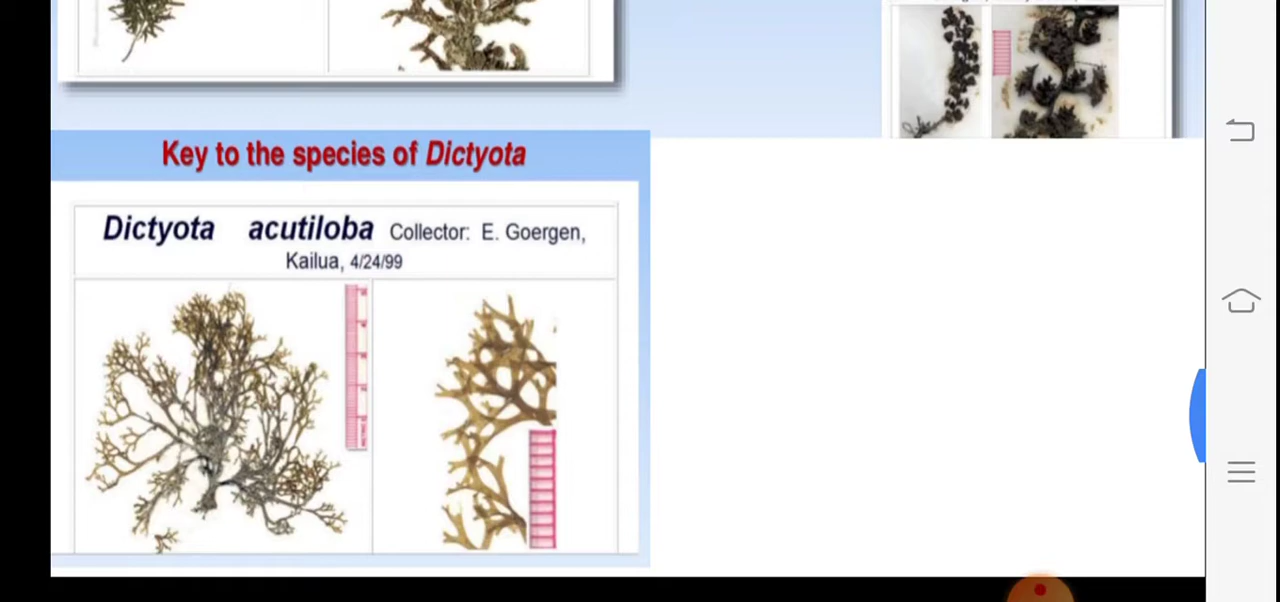 Key to the species of Dictyota
Dictyota acutiloba Collector: E. Goergen,
Kailua, 4/24/99